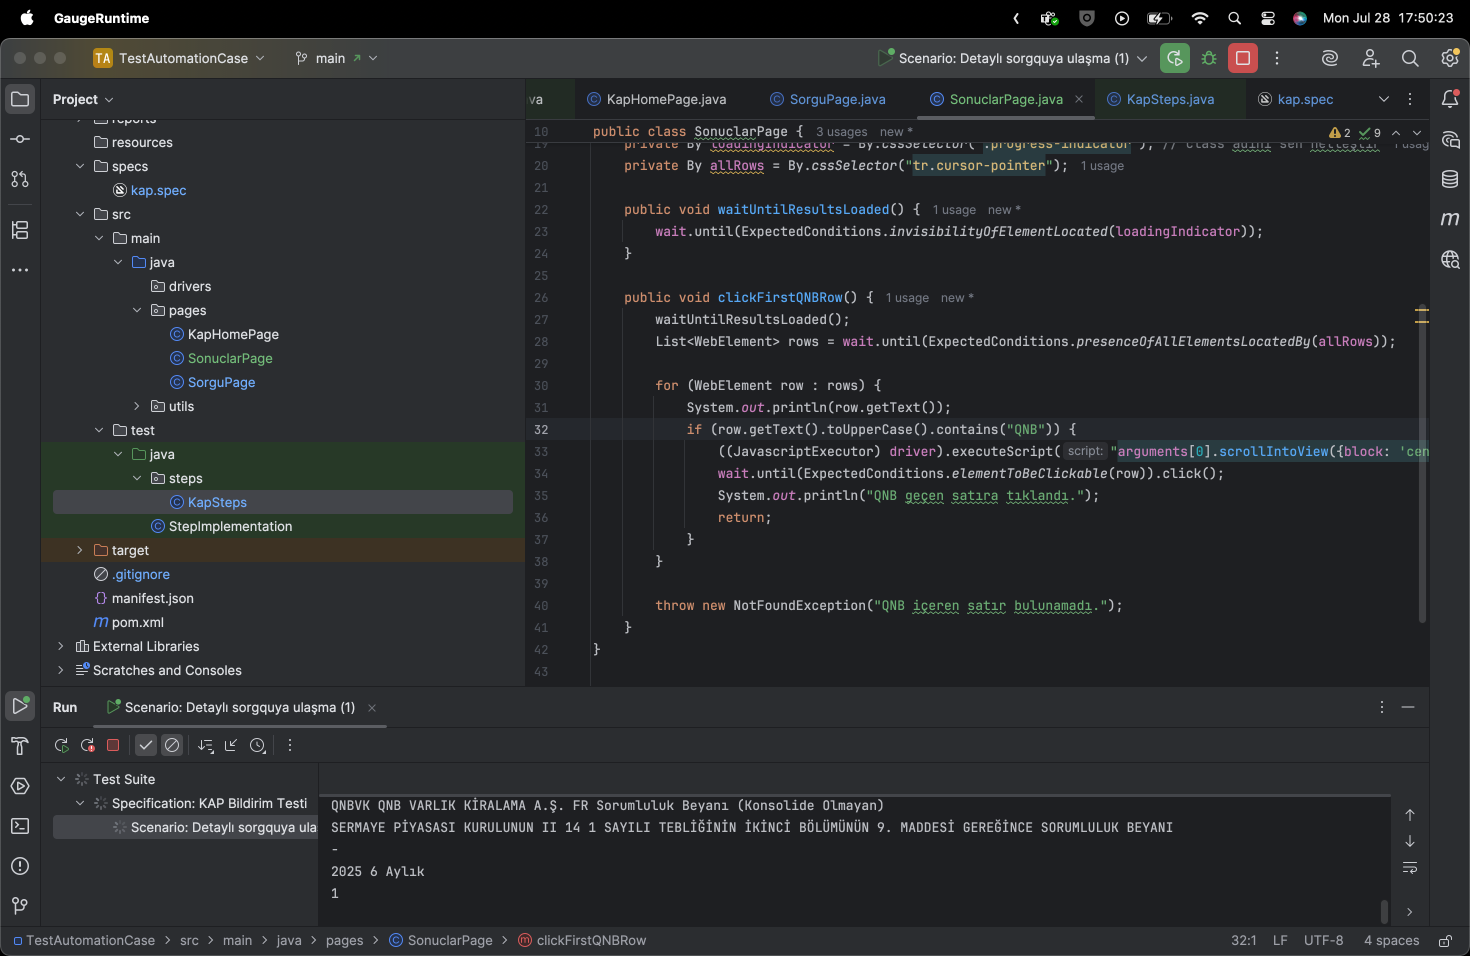 GaugeRuntime
Mon Jul 28 17:50:23
TA TestAutomationCase
main
Scenario: Detaylı sorgquya ulaşma (1)
Project
va
KapHomePage.java
SorguPage.java
SonuclarPage.java
KapSteps.java
kap.spec
reports
resources
specs
kap.spec
src
main
java
drivers
pages
KapHomePage
SonuclarPage
SorguPage
utils
test
java
steps
KapSteps
StepImplementation
target
.gitignore
manifest.json
pom.xml
External Libraries
Scratches and Consoles
10 public class SonuclarPage { 3 usages new *
2 9
19 private By loadingIndicator = By.cssSelector(".progress-indicator"); // class adını sen netleştir 1 usag
20 private By allRows = By.cssSelector("tr.cursor-pointer"); 1 usage
21
22 public void waitUntilResultsLoaded() { 1 usage new *
23 wait.until(ExpectedConditions.invisibilityOfElementLocated(loadingIndicator));
24 }
25
26 public void clickFirstQNBRow() { 1 usage new *
27 waitUntilResultsLoaded();
28 List<WebElement> rows = wait.until(ExpectedConditions.presenceOfAllElementsLocatedBy(allRows));
29
30 for (WebElement row : rows) {
31 System.out.println(row.getText());
32 if (row.getText().toUpperCase().contains("QNB")) {
33 ((JavascriptExecutor) driver).executeScript( script: "arguments[0].scrollIntoView({block: 'cen
34 wait.until(ExpectedConditions.elementToBeClickable(row)).click();
35 System.out.println("QNB geçen satıra tıklandı.");
36 return;
37 }
38 }
39
40 throw new NotFoundException("QNB içeren satır bulunamadı.");
41 }
42 }
43
Run
Scenario: Detaylı sorgquya ulaşma (1)
Test Suite
Specification: KAP Bildirim Testi
Scenario: Detaylı sorgquya ula
QNBVK QNB VARLIK KİRALAMA A.Ş. FR Sorumluluk Beyanı (Konsolide Olmayan)
SERMAYE PİYASASI KURULUNUN II 14 1 SAYILI TEBLİĞİNİN İKİNCİ BÖLÜMÜNÜN 9. MADDESİ GEREĞİNCE SORUMLULUK BEYANI
-
2025 6 Aylık
1
TestAutomationCase > src > main > java > pages > SonuclarPage > clickFirstQNBRow
32:1 LF UTF-8 4 spaces